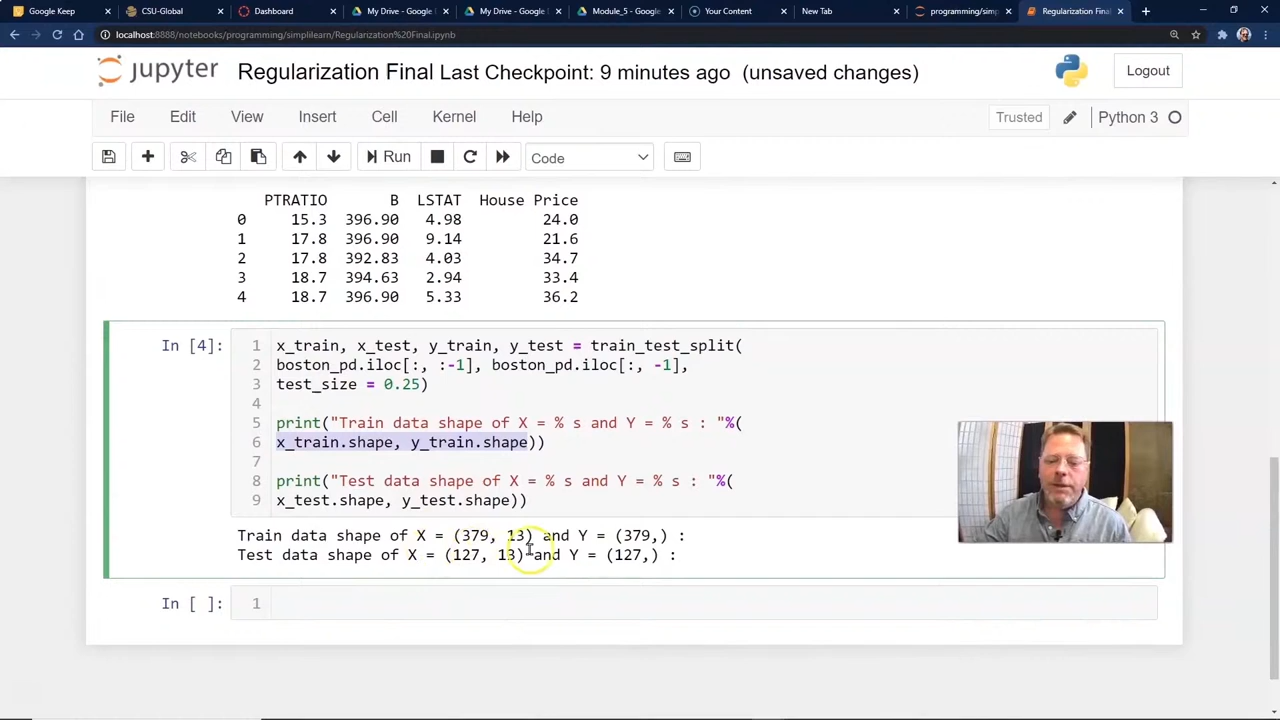 Google Keep
CSU-Global
Dashboard
My Drive - Google
My Drive - Google
Module_5 - Google
Your Content
New Tab
programming/simp
Regularization Final
localhost:8888/notebooks/programming/simplilearn/Regularization%20Final.ipynb
jupyter Regularization Final Last Checkpoint: 9 minutes ago (unsaved changes) Logout
File Edit View Insert Cell Kernel Help Trusted Python 3
Run Code
PTRATIO B LSTAT House Price
0 15.3 396.90 4.98 24.0
1 17.8 396.90 9.14 21.6
2 17.8 392.83 4.03 34.7
3 18.7 394.63 2.94 33.4
4 18.7 396.90 5.33 36.2
In [4]: 1 x_train, x_test, y_train, y_test = train_test_split(
2 boston_pd.iloc[:, :-1], boston_pd.iloc[:, -1],
3 test_size = 0.25)
4
5 print("Train data shape of X = % s and Y = % s : "%(
6 x_train.shape, y_train.shape))
7
8 print("Test data shape of X = % s and Y = % s : "%(
9 x_test.shape, y_test.shape))
Train data shape of X = (379, 13) and Y = (379,) :
Test data shape of X = (127, 13) and Y = (127,) :
In [ ]: 1